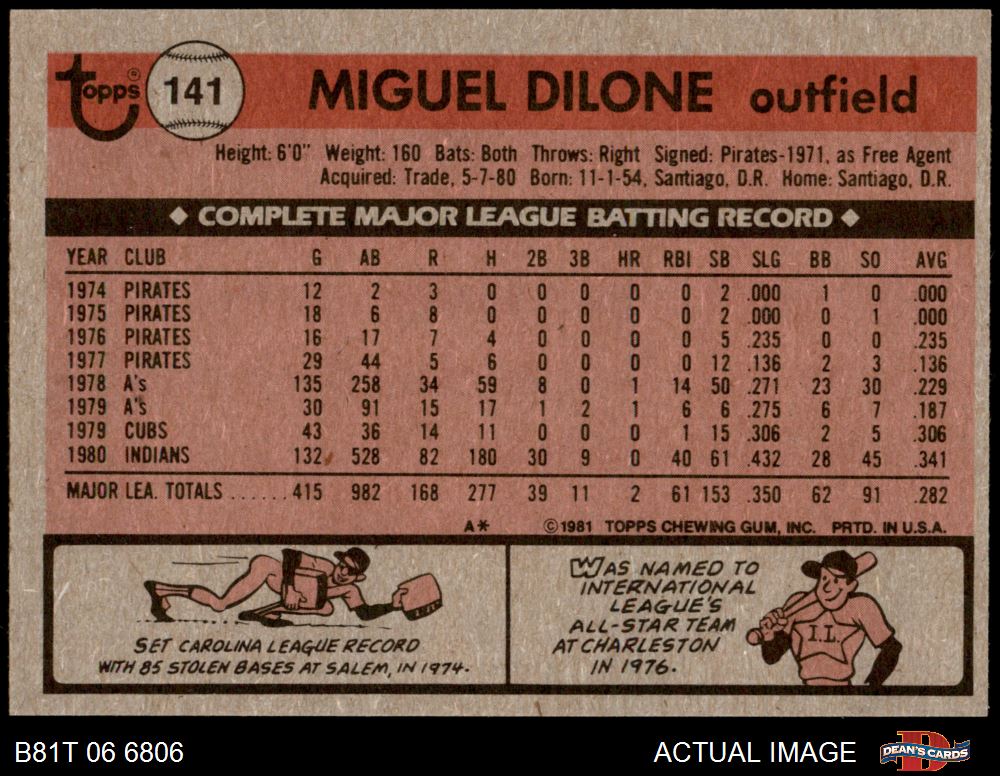 topps®
141
MIGUEL DILONE outfield
Height: 6'0" Weight: 160 Bats: Both Throws: Right Signed: Pirates-1971, as Free Agent
Acquired: Trade, 5-7-80 Born: 11-1-54, Santiago, D.R. Home: Santiago, D.R.
◆ COMPLETE MAJOR LEAGUE BATTING RECORD ◆
YEAR CLUB G AB R H 2B 3B HR RBI SB SLG BB SO AVG
1974 PIRATES 12 2 3 0 0 0 0 0 2 .000 1 0 .000
1975 PIRATES 18 6 8 0 0 0 0 0 2 .000 0 1 .000
1976 PIRATES 16 17 7 4 0 0 0 0 5 .235 0 0 .235
1977 PIRATES 29 44 5 6 0 0 0 0 12 .136 2 3 .136
1978 A's 135 258 34 59 8 0 1 14 50 .271 23 30 .229
1979 A's 30 91 15 17 1 2 1 6 6 .275 6 7 .187
1979 CUBS 43 36 14 11 0 0 0 1 15 .306 2 5 .306
1980 INDIANS 132 528 82 180 30 9 0 40 61 .432 28 45 .341
MAJOR LEA. TOTALS ...... 415 982 168 277 39 11 2 61 153 .350 62 91 .282
A* ©1981 TOPPS CHEWING GUM, INC. PRTD. IN U.S.A.
SET CAROLINA LEAGUE RECORD
WITH 85 STOLEN BASES AT SALEM, IN 1974.
WAS NAMED TO
INTERNATIONAL
LEAGUE'S
ALL-STAR TEAM
AT CHARLESTON
IN 1976.
I.L.
B81T 06 6806
ACTUAL IMAGE
DEAN'S CARDS